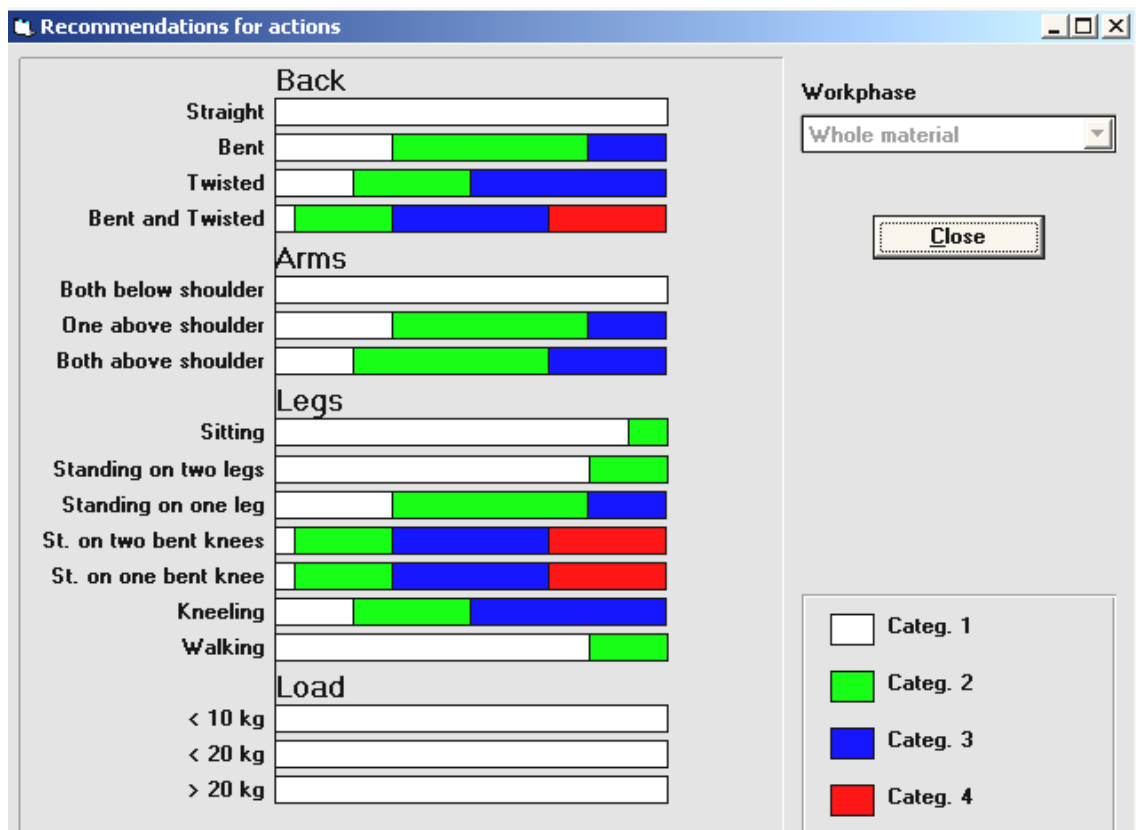 Recommendations for actions
Back
Straight
Bent
Twisted
Bent and Twisted
Arms
Both below shoulder
One above shoulder
Both above shoulder
Legs
Sitting
Standing on two legs
Standing on one leg
St. on two bent knees
St. on one bent knee
Kneeling
Walking
Load
< 10 kg
< 20 kg
> 20 kg
Workphase
Whole material
Close
Categ. 1
Categ. 2
Categ. 3
Categ. 4